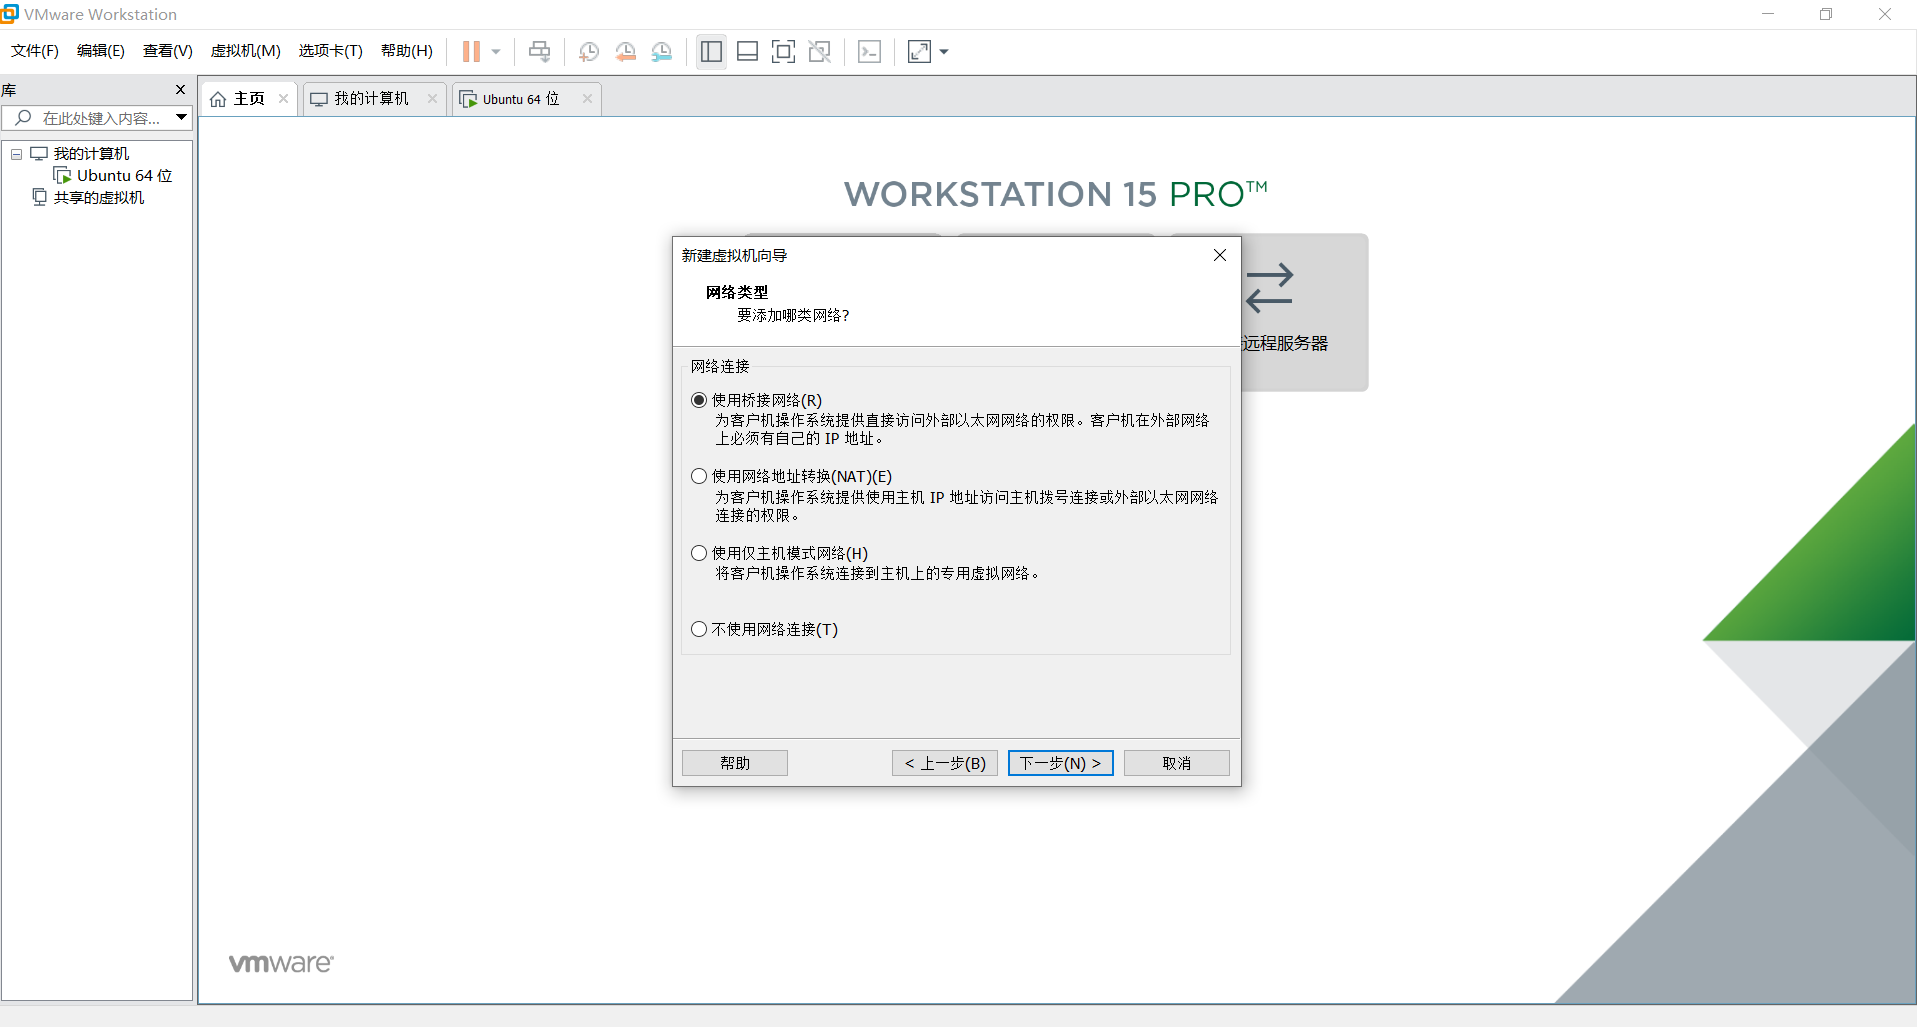 VMware Workstation
文件(F) 编辑(E) 查看(V) 虚拟机(M) 选项卡(T) 帮助(H)
库
在此处键入内容...
我的计算机
Ubuntu 64 位
共享的虚拟机
主页 我的计算机 Ubuntu 64 位
WORKSTATION 15 PRO™
远程服务器
新建虚拟机向导
网络类型
要添加哪类网络?
网络连接
使用桥接网络(R)
为客户机操作系统提供直接访问外部以太网网络的权限。客户机在外部网络
上必须有自己的 IP 地址。
使用网络地址转换(NAT)(E)
为客户机操作系统提供使用主机 IP 地址访问主机拨号连接或外部以太网网络
连接的权限。
使用仅主机模式网络(H)
将客户机操作系统连接到主机上的专用虚拟网络。
不使用网络连接(T)
帮助 < 上一步(B) 下一步(N) > 取消
vmware